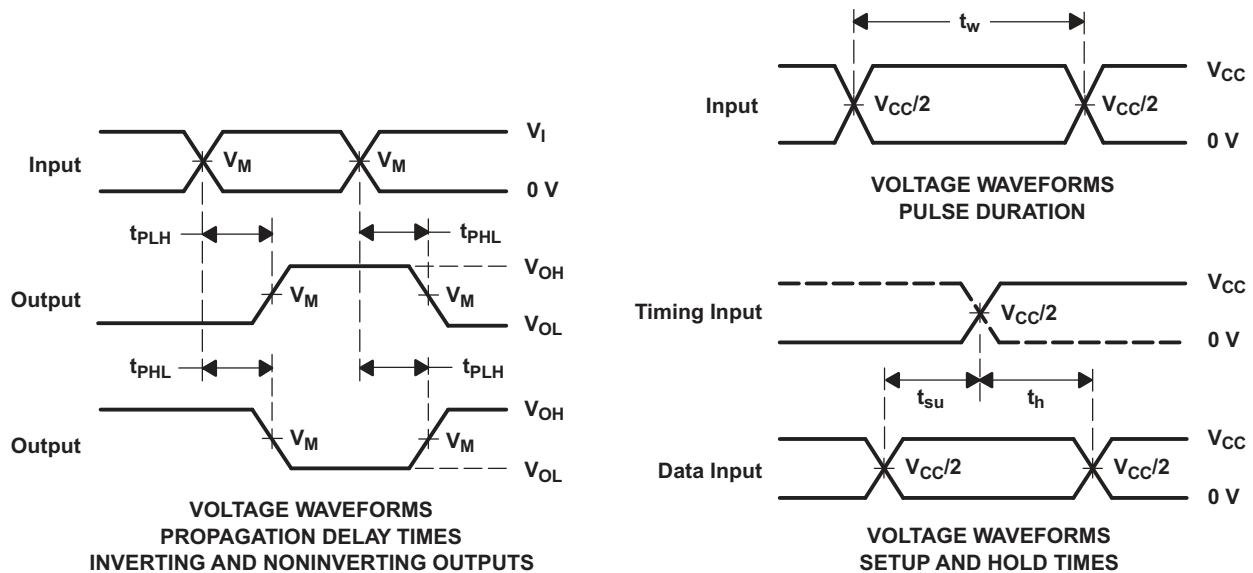 Input
V_M
V_M
V_I
0 V
t_PLH
t_PHL
Output
V_M
V_M
V_OH
V_OL
t_PHL
t_PLH
Output
V_M
V_M
V_OH
V_OL
VOLTAGE WAVEFORMS
PROPAGATION DELAY TIMES
INVERTING AND NONINVERTING OUTPUTS
t_w
Input
V_CC/2
V_CC/2
V_CC
0 V
VOLTAGE WAVEFORMS
PULSE DURATION
Timing Input
V_CC/2
V_CC
0 V
t_su
t_h
Data Input
V_CC/2
V_CC/2
V_CC
0 V
VOLTAGE WAVEFORMS
SETUP AND HOLD TIMES